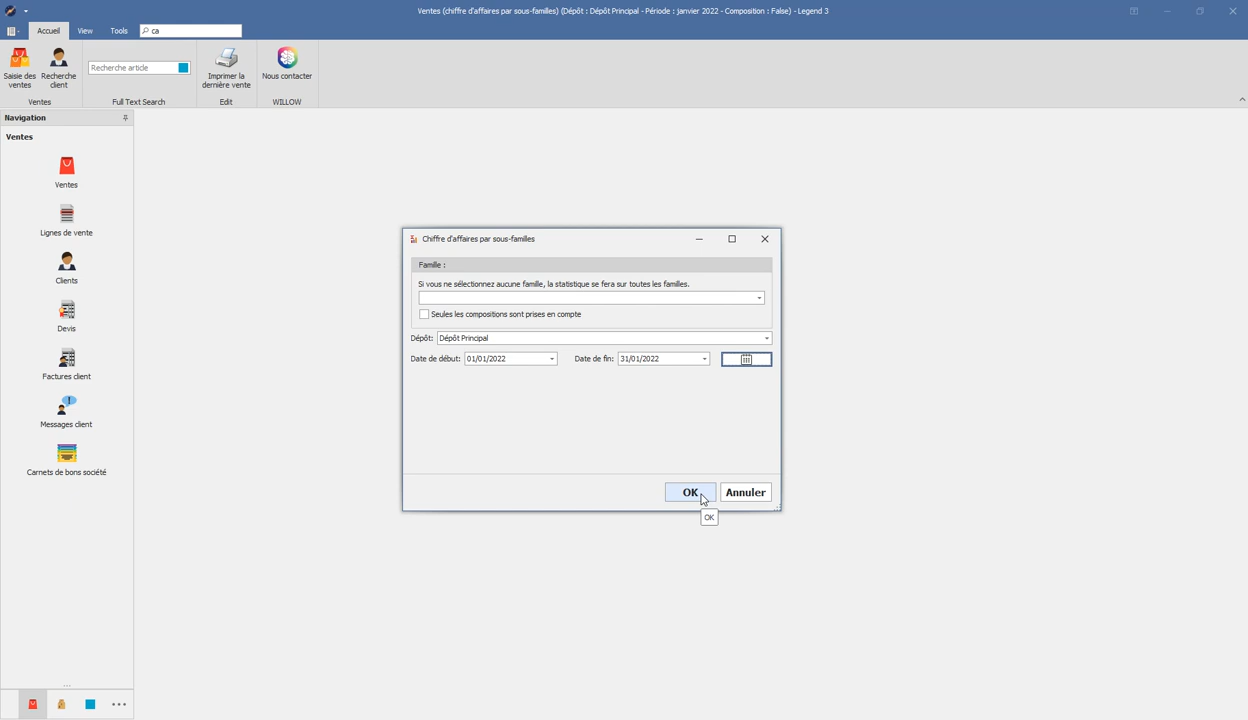 Ventes (chiffre d'affaires par sous-familles) (Dépôt : Dépôt Principal - Période : janvier 2022 - Composition : False) - Legend 3
Accueil
View
Tools
ca
Saisie des
ventes
Recherche
client
Recherche article
Imprimer la
dernière vente
Nous contacter
Ventes
Full Text Search
Edit
WILLOW
Navigation
Ventes
Ventes
Lignes de vente
Clients
Devis
Factures client
Messages client
Carnets de bons société
Chiffre d'affaires par sous-familles
Famille :
Si vous ne sélectionnez aucune famille, la statistique se fera sur toutes les familles.
Seules les compositions sont prises en compte
Dépôt: Dépôt Principal
Date de début: 01/01/2022 Date de fin: 31/01/2022
OK
Annuler
OK